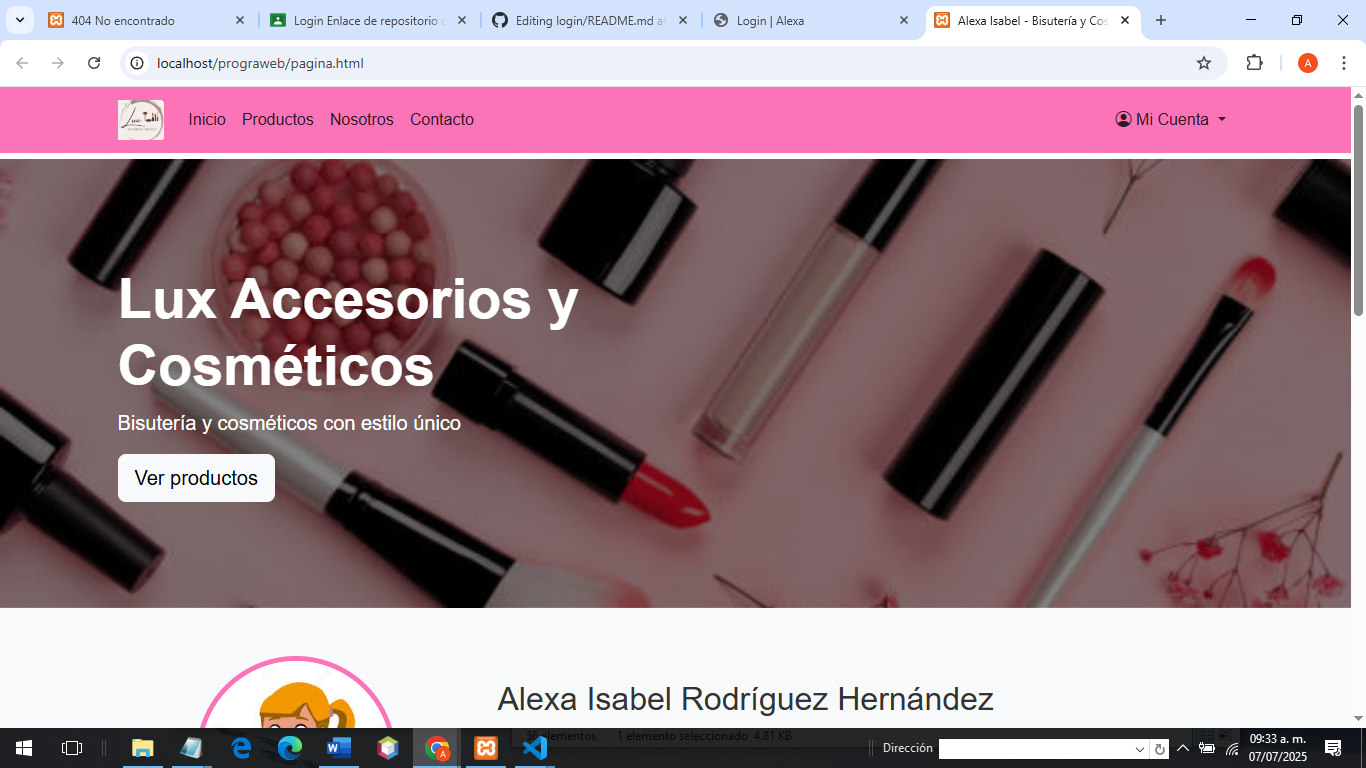 404 No encontrado
Login Enlace de repositorio
Editing login/README.md at
Login | Alexa
Alexa Isabel - Bisutería y Cos
localhost/prograweb/pagina.html
A
Lux
Inicio
Productos
Nosotros
Contacto
Mi Cuenta
Lux Accesorios y
Cosméticos
Bisutería y cosméticos con estilo único
Ver productos
Alexa Isabel Rodríguez Hernández
56 elementos
1 elemento seleccionado 4.81 KB
Dirección
09:33 a. m.
07/07/2025